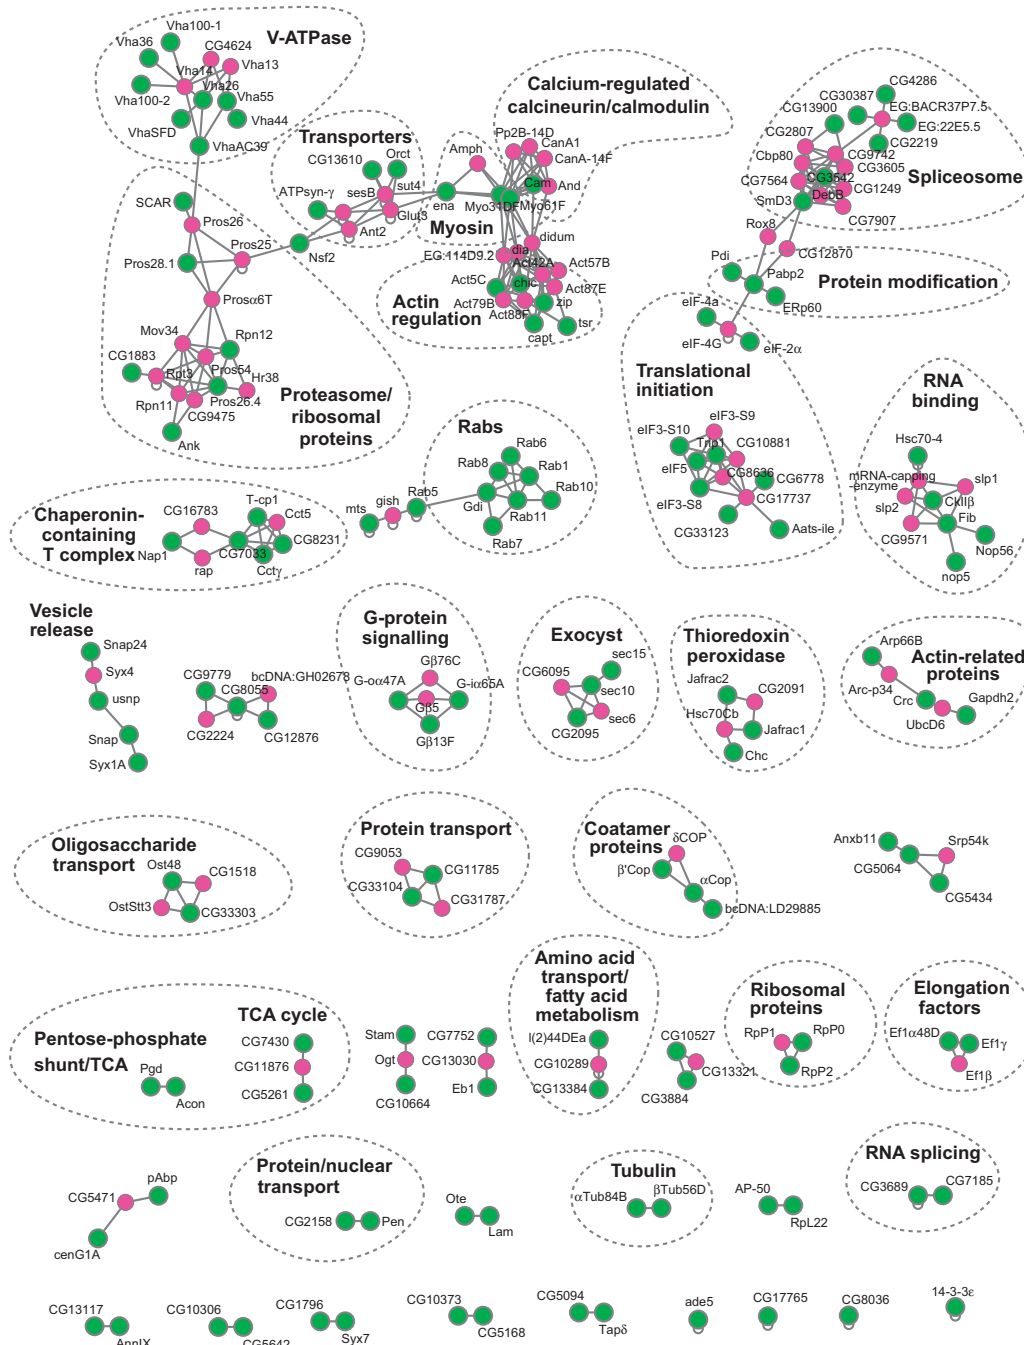 Vha100-1
Vha36
V-ATPase
CG4624
Vha14
Vha13
Vha26
Vha100-2
Vha55
VhaSFD
Vha44
VhaAC39
Transporters
CG13610
Orct
ATPsyn-γ
sesB
sut4
Glut3
Ant2
Nsf2
Calcium-regulated
calcineurin/calmodulin
Pp2B-14D
Amph
CanA1
CanA-14F
Cam
And
ena
Myo31DF
Myo61F
Myosin
didum
EG:114D9.2
dia
Act42A
Act57B
Act5C
chic
Act87E
Actin
regulation
Act79B
Act88F
zip
tsr
capt
CG4286
CG30387
CG13900
EG:BACR37P7.5
CG2807
EG:22E5.5
Cbp80
CG9742
CG2219
CG3605
CG7564
CG3542
Spliceosome
SmD3
DebB
CG1249
CG7907
Rox8
CG12870
Pdi
Pabp2
Protein modification
ERp60
eIF-4a
eIF-4G
eIF-2α
SCAR
Pros26
Pros25
Pros28.1
Prosα6T
Mov34
Rpn12
CG1883
Rpt3
Pros54
Hr38
Rpn11
Pros26.4
CG9475
Ank
Proteasome/
ribosomal
proteins
Translational
initiation
eIF3-S9
eIF3-S10
Trip1
CG10881
eIF5
CG8636
CG6778
eIF3-S8
CG17737
CG33123
Aats-ile
RNA
binding
Hsc70-4
mRNA-capping
-enzyme
slp1
slp2
CkIIβ
Fib
CG9571
Nop56
nop5
Rabs
Rab6
Rab8
Rab1
Rab5
Rab10
Gdi
Rab11
Rab7
mts
gish
Chaperonin-
containing
T complex
T-cp1
CG16783
Cct5
CG8231
Nap1
CG7033
rap
Cctγ
Vesicle
release
Snap24
Syx4
usnp
Snap
Syx1A
CG9779
bcDNA:GH02678
CG8055
CG2224
CG12876
G-protein
signalling
Gβ76C
G-oα47A
G-iα65A
Gβ5
Gβ13F
Exocyst
sec15
CG6095
sec10
sec6
CG2095
Thioredoxin
peroxidase
Jafrac2
CG2091
Hsc70Cb
Jafrac1
Chc
Arp66B
Actin-related
proteins
Arc-p34
Crc
Gapdh2
UbcD6
Oligosaccharide
transport
Ost48
CG1518
OstStt3
CG33303
Protein transport
CG9053
CG11785
CG33104
CG31787
Coatamer
proteins
δCOP
β'Cop
αCop
bcDNA:LD29885
Anxb11
Srp54k
CG5064
CG5434
Pentose-phosphate
shunt/TCA
Pgd
Acon
TCA cycle
CG7430
CG11876
CG5261
Stam
Ogt
CG10664
CG7752
CG13030
Eb1
Amino acid
transport/
fatty acid
metabolism
l(2)44DEa
CG10289
CG13384
CG10527
CG13321
CG3884
Ribosomal
proteins
RpP1
RpP0
RpP2
Elongation
factors
Ef1α48D
Ef1γ
Ef1β
pAbp
CG5471
cenG1A
Protein/nuclear
transport
CG2158
Pen
Ote
Lam
Tubulin
αTub84B
βTub56D
AP-50
RpL22
RNA splicing
CG3689
CG7185
CG13117
AnnIX
CG10306
CG5642
CG1796
Syx7
CG10373
CG5168
CG5094
Tapδ
ade5
CG17765
CG8036
14-3-3ε